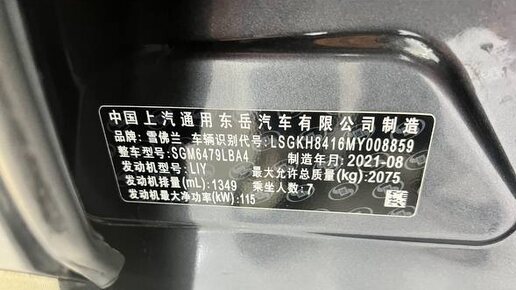 中国上汽通用东岳汽车有限公司制造
品牌:雪佛兰 车辆识别代号:LSGKH8416MY008859
整车型号:SGM6479LBA4 制造年月:2021-08
发动机型号:LIY 最大允许总质量(kg):2075
发动机排量(mL):1349 乘坐人数:7
发动机最大净功率(kW):115